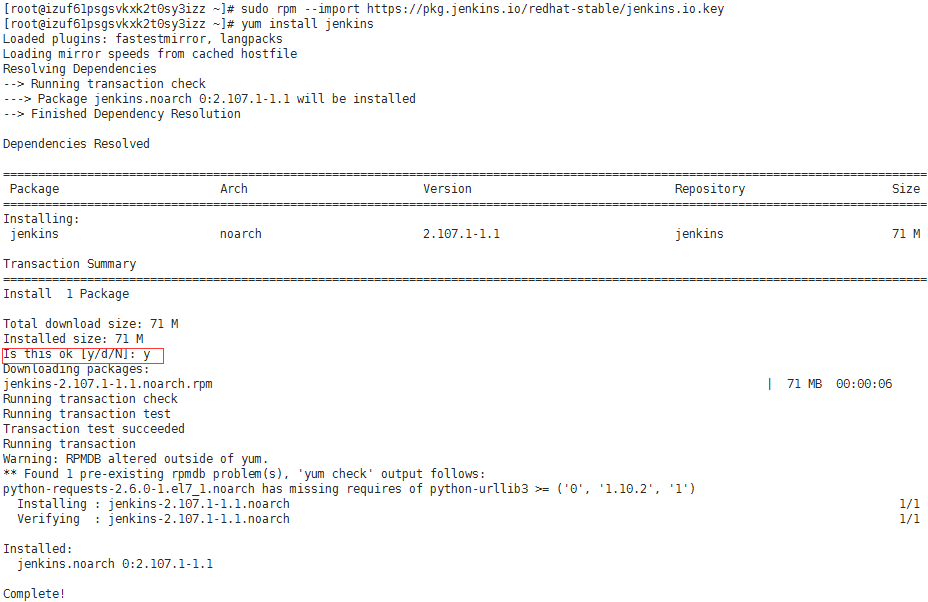 [root@izuf61psgsvkxk2t0sy3izz ~]# sudo rpm --import https://pkg.jenkins.io/redhat-stable/jenkins.io.key
[root@izuf61psgsvkxk2t0sy3izz ~]# yum install jenkins
Loaded plugins: fastestmirror, langpacks
Loading mirror speeds from cached hostfile
Resolving Dependencies
--> Running transaction check
---> Package jenkins.noarch 0:2.107.1-1.1 will be installed
--> Finished Dependency Resolution

Dependencies Resolved

====================================================================================================================================
 Package                       Arch                         Version                             Repository                     Size
====================================================================================================================================
Installing:
 jenkins                       noarch                       2.107.1-1.1                         jenkins                        71 M

Transaction Summary
====================================================================================================================================
Install  1 Package

Total download size: 71 M
Installed size: 71 M
Is this ok [y/d/N]: y
Downloading packages:
jenkins-2.107.1-1.1.noarch.rpm                                                                               |  71 MB  00:00:06
Running transaction check
Running transaction test
Transaction test succeeded
Running transaction
Warning: RPMDB altered outside of yum.
** Found 1 pre-existing rpmdb problem(s), 'yum check' output follows:
python-requests-2.6.0-1.el7_1.noarch has missing requires of python-urllib3 >= ('0', '1.10.2', '1')
  Installing : jenkins-2.107.1-1.1.noarch                                                                                       1/1
  Verifying  : jenkins-2.107.1-1.1.noarch                                                                                       1/1

Installed:
  jenkins.noarch 0:2.107.1-1.1

Complete!